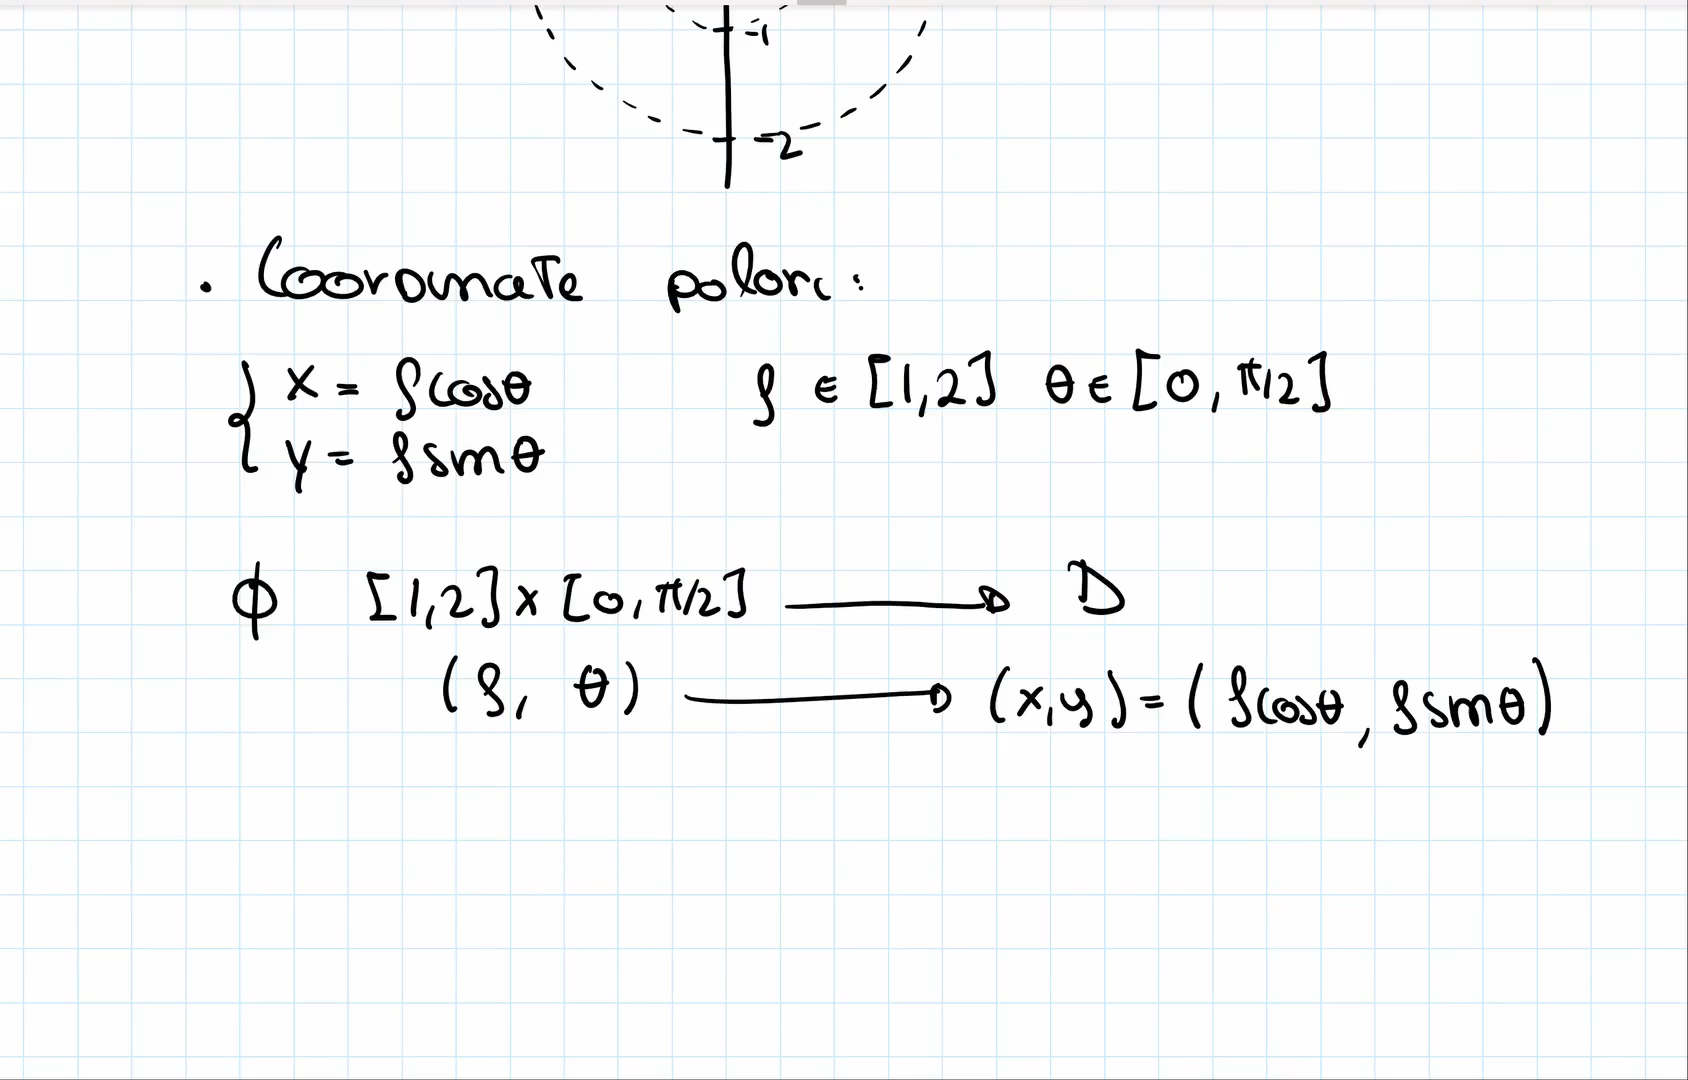 -1
-2
. Coordinate polari:
{ x = ρcosθ ρ ∈ [1,2] θ ∈ [0, π/2]
y = ρsinθ
ϕ [1,2] x [0, π/2] → D
(ρ, θ) → (x,y) = (ρcosθ, ρsinθ)